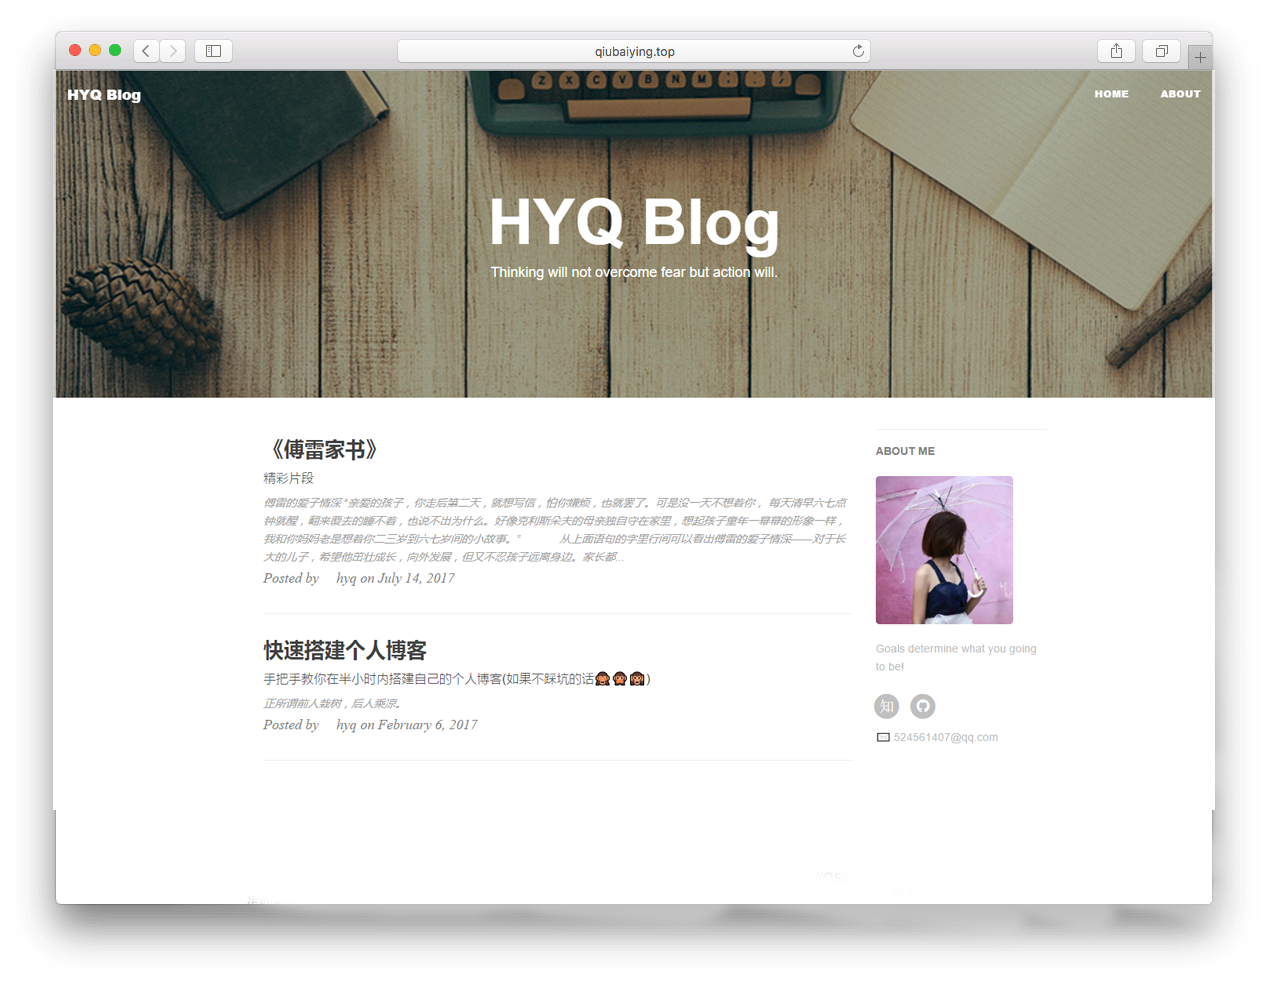 qiubaiying.top
HYQ Blog
HOME ABOUT
Z X C V B N M
HYQ Blog
Thinking will not overcome fear but action will.
《傅雷家书》
精彩片段
傅雷的爱子情深 “亲爱的孩子，你走后第二天，就想写信，怕你嫌烦，也就罢了。可是没一天不想着你， 每天清早六七点
钟就醒，翻来覆去的睡不着，也说不出为什么。好像克利斯朵夫的母亲独自守在家里，想起孩子童年一幕幕的形象一样，
我和你妈妈老是想着你二三岁到六七岁间的小故事。” 从上面语句的字里行间可以看出傅雷的爱子情深——对于长
大的儿子，希望他茁壮成长，向外发展，但又不忍孩子远离身边。家长都...
Posted by hyq on July 14, 2017
快速搭建个人博客
手把手教你在半小时内搭建自己的个人博客(如果不踩坑的话🙈🙊🙉)
正所谓前人栽树，后人乘凉。
Posted by hyq on February 6, 2017
ABOUT ME
Goals determine what you going
to be!
知
524561407@qq.com